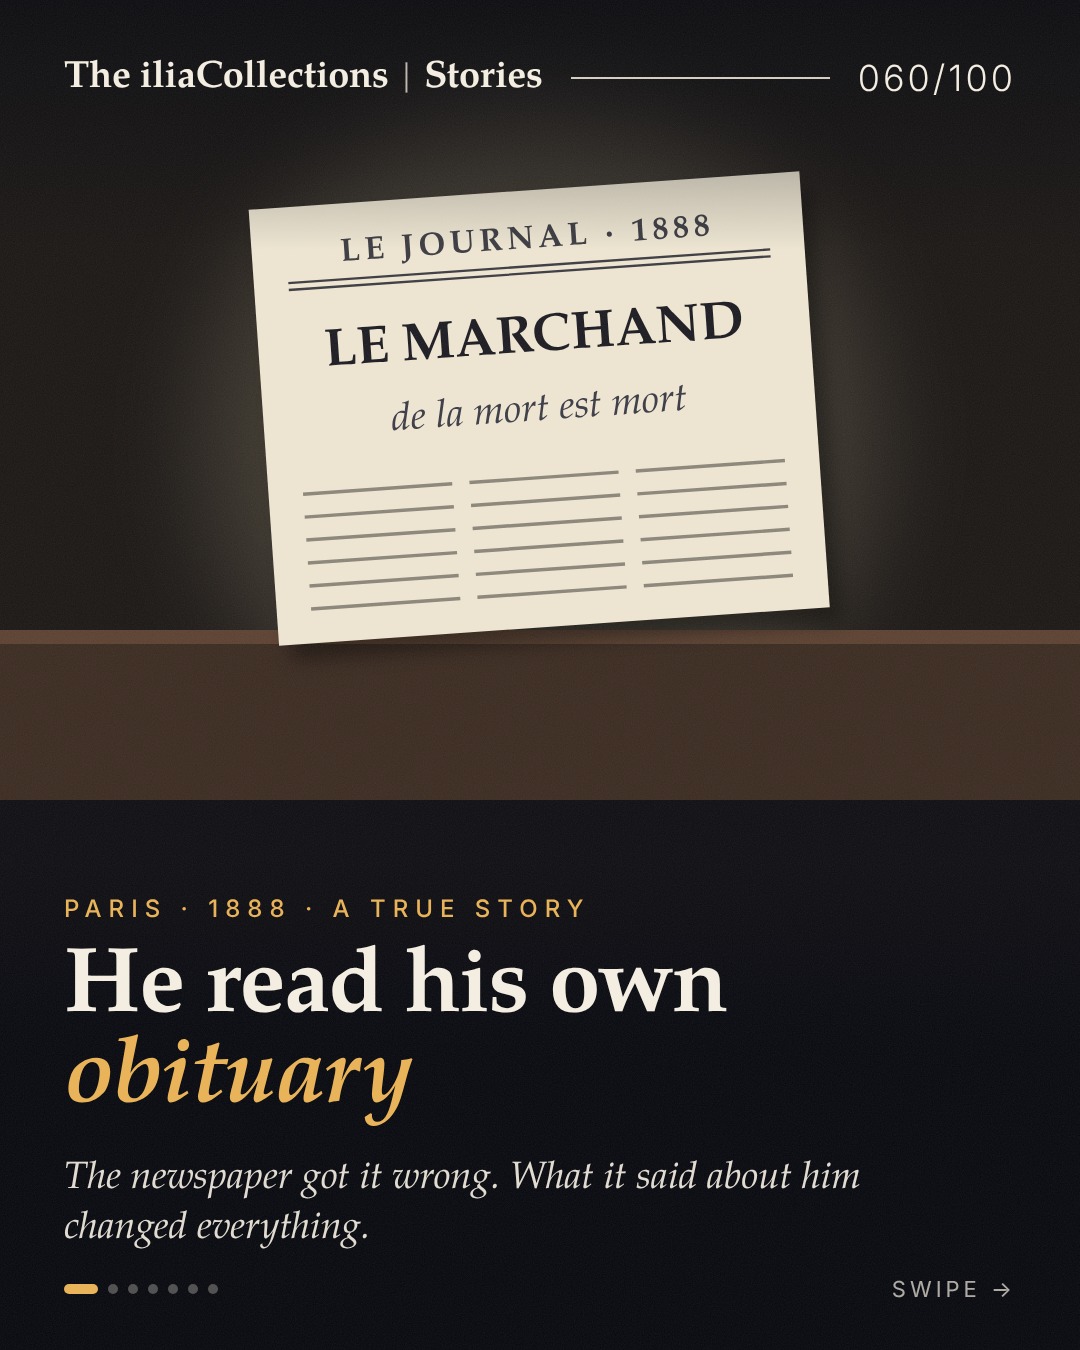 The iliaCollections | Stories
060/100
LE JOURNAL · 1888
LE MARCHAND
de la mort est mort
PARIS · 1888 · A TRUE STORY
He read his own
obituary
The newspaper got it wrong. What it said about him
changed everything.
SWIPE →